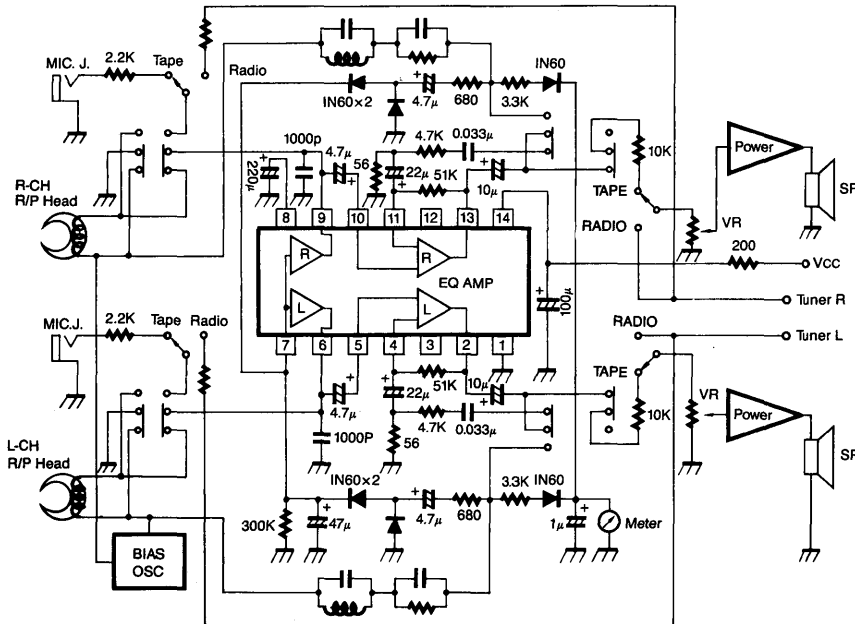 MIC. J.
2.2K
Tape
Radio
IN60×2
4.7μ
680
3.3K
IN60
1000p
4.7μ
220μ
56
4.7K
0.033μ
22μ
51K
10μ
10K
TAPE
RADIO
VR
Power
SP
R-CH
R/P Head
8
9
10
11
12
13
14
R
R
EQ AMP
L
L
7
6
5
4
3
2
1
100μ
200
VCC
Tuner R
Tuner L
MIC.J.
2.2K
Tape
Radio
RADIO
TAPE
10K
VR
Power
SP
4.7μ
1000P
22μ
51K
10μ
4.7K
0.033μ
56
L-CH
R/P Head
BIAS
OSC
300K
47μ
IN60×2
4.7μ
680
3.3K
IN60
1μ
Meter